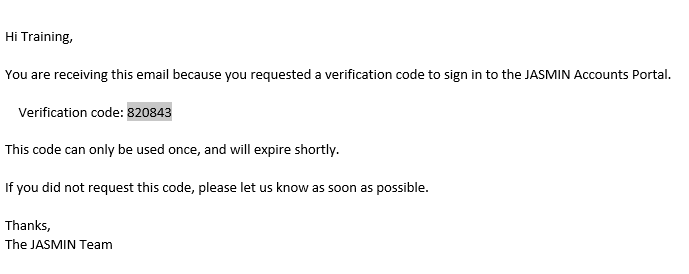 Hi Training,
You are receiving this email because you requested a verification code to sign in to the JASMIN Accounts Portal.
Verification code: 820843
This code can only be used once, and will expire shortly.
If you did not request this code, please let us know as soon as possible.
Thanks,
The JASMIN Team